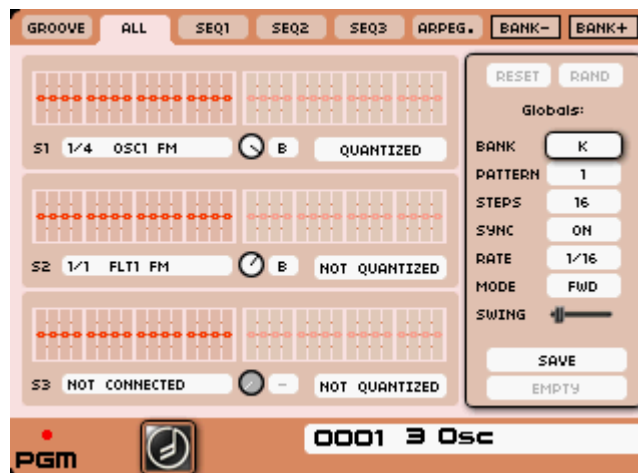 GROOVE ALL SEQ1 SEQ2 SEQ3 ARPEG. BANK- BANK+
RESET RAND
Globals:
S1 1/4 OSC1 FM B QUANTIZED
BANK K
PATTERN 1
STEPS 16
SYNC ON
S2 1/1 FLT1 FM B NOT QUANTIZED
RATE 1/16
MODE FWD
SWING
S3 NOT CONNECTED - NOT QUANTIZED
SAVE
EMPTY
PGM 0001 3 Osc